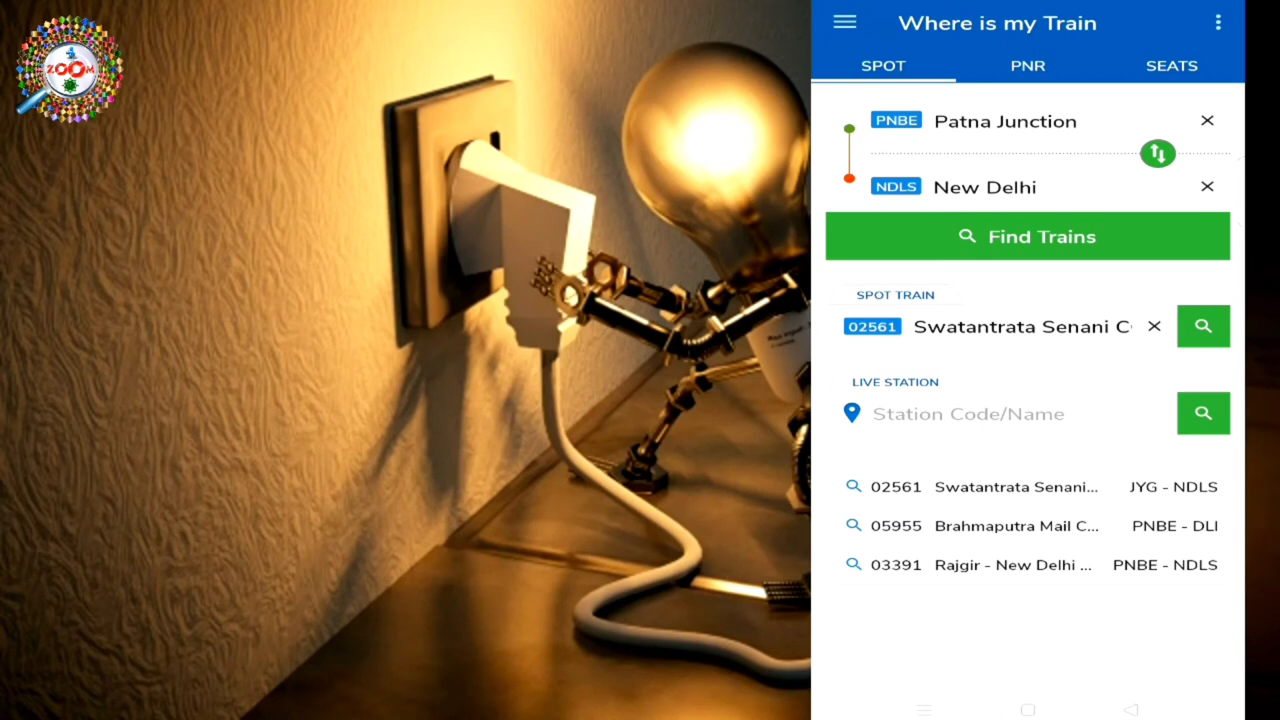 ZOOM
Where is my Train
SPOT PNR SEATS
PNBE Patna Junction
NDLS New Delhi
Find Trains
SPOT TRAIN
02561 Swatantrata Senani C
LIVE STATION
Station Code/Name
02561 Swatantrata Senani... JYG - NDLS
05955 Brahmaputra Mail C... PNBE - DLI
03391 Rajgir - New Delhi ... PNBE - NDLS